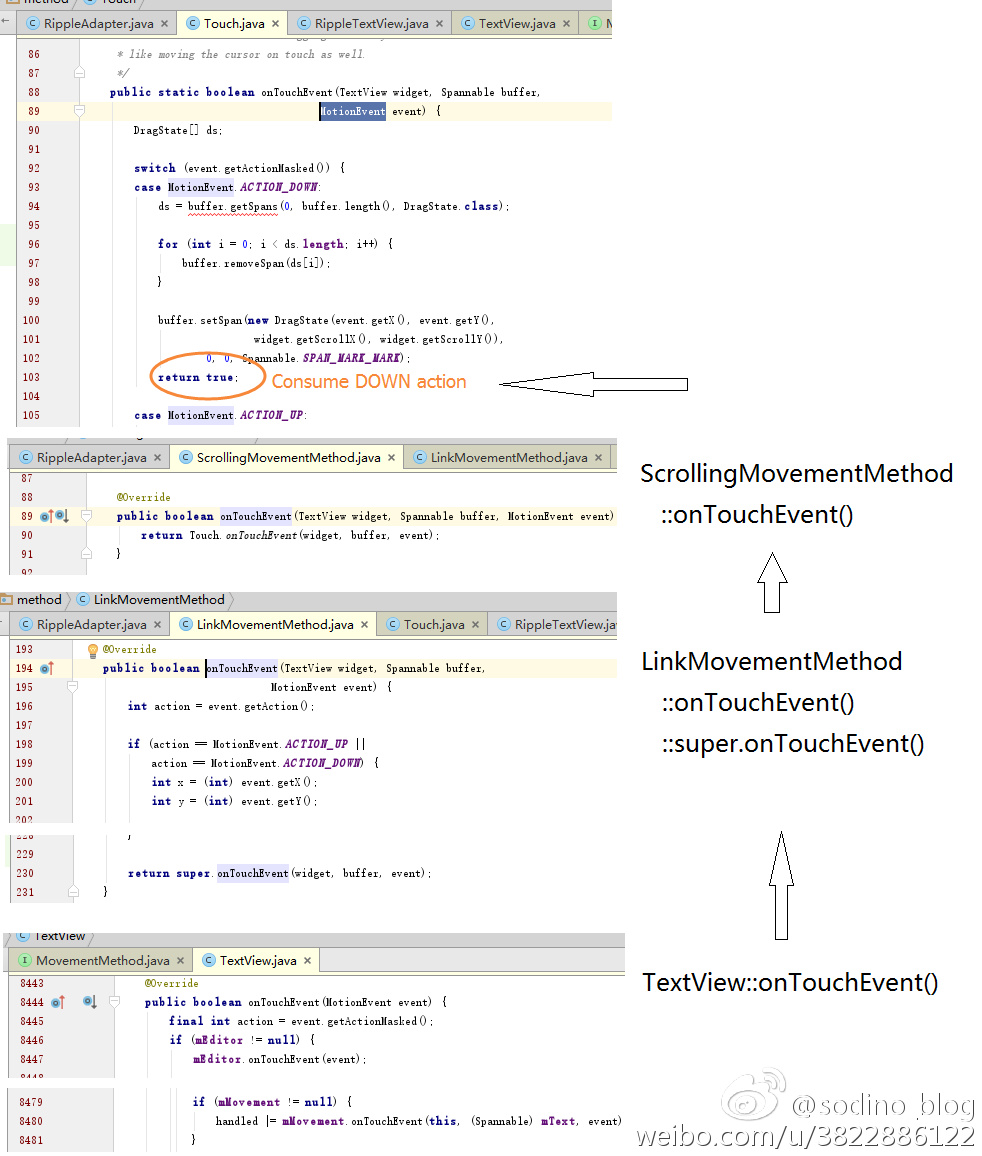 method Touch
RippleAdapter.java × Touch.java × RippleTextView.java × TextView.java ×
86 * like moving the cursor on touch as well.
87 */
88 public static boolean onTouchEvent(TextView widget, Spannable buffer,
89 MotionEvent event) {
90 DragState[] ds;
91
92 switch (event.getActionMasked()) {
93 case MotionEvent.ACTION_DOWN:
94 ds = buffer.getSpans(0, buffer.length(), DragState.class);
95
96 for (int i = 0; i < ds.length; i++) {
97 buffer.removeSpan(ds[i]);
98 }
99
100 buffer.setSpan(new DragState(event.getX(), event.getY(),
101 widget.getScrollX(), widget.getScrollY()),
102 0, 0, Spannable.SPAN_MARK_MARK);
103 return true; Consume DOWN action
104
105 case MotionEvent.ACTION_UP:
RippleAdapter.java × ScrollingMovementMethod.java × LinkMovementMethod.java ×
87
88 @Override
89 public boolean onTouchEvent(TextView widget, Spannable buffer, MotionEvent event)
90 return Touch.onTouchEvent(widget, buffer, event);
91 }
92
ScrollingMovementMethod
::onTouchEvent()
method LinkMovementMethod
RippleAdapter.java × LinkMovementMethod.java × Touch.java × RippleTextView.ja
193 @Override
194 public boolean onTouchEvent(TextView widget, Spannable buffer,
195 MotionEvent event) {
196 int action = event.getAction();
197
198 if (action == MotionEvent.ACTION_UP ||
199 action == MotionEvent.ACTION_DOWN) {
200 int x = (int) event.getX();
201 int y = (int) event.getY();
202
228 }
229
230 return super.onTouchEvent(widget, buffer, event);
231 }
LinkMovementMethod
::onTouchEvent()
::super.onTouchEvent()
TextView
MovementMethod.java × TextView.java ×
8443 @Override
8444 public boolean onTouchEvent(MotionEvent event) {
8445 final int action = event.getActionMasked();
8446 if (mEditor != null) {
8447 mEditor.onTouchEvent(event);
8448
8479 if (mMovement != null) {
8480 handled |= mMovement.onTouchEvent(this, (Spannable) mText, event)
8481 }
TextView::onTouchEvent()
@sodino_blog
weibo.com/u/3822886122